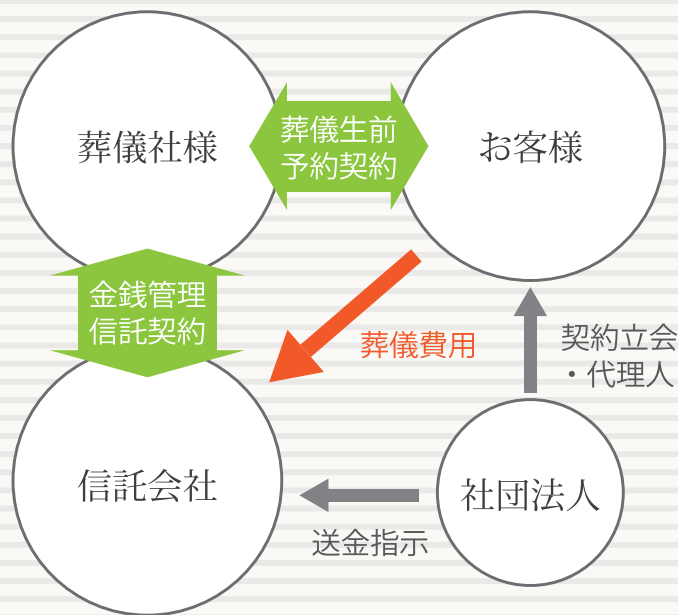 葬儀社様
葬儀生前
予約契約
お客様
金銭管理
信託契約
葬儀費用
契約立会
・代理人
信託会社
社団法人
送金指示